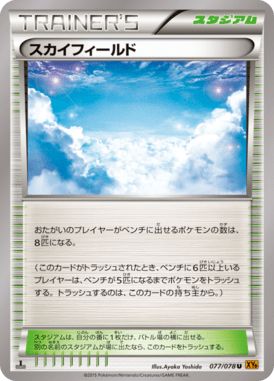 TRAINER'S
スタジアム
スカイフィールド
おたがいのプレイヤーがベンチに出せるポケモンの数は、
8匹になる。
(このカードがトラッシュされたとき、ベンチに6匹以上いる
プレイヤーは、ベンチが5匹になるまでポケモンをトラッシュ
する。トラッシュするのは、このカードの持ち主から。)
スタジアムは、自分の番に1枚だけ、バトル場の横に出せる。
別の名前のスタジアムが場に出たなら、このカードをトラッシュする。
Illus.Ayaka Yoshida
077/078 U
XY6
©2015 Pokémon/Nintendo/Creatures/GAME FREAK.